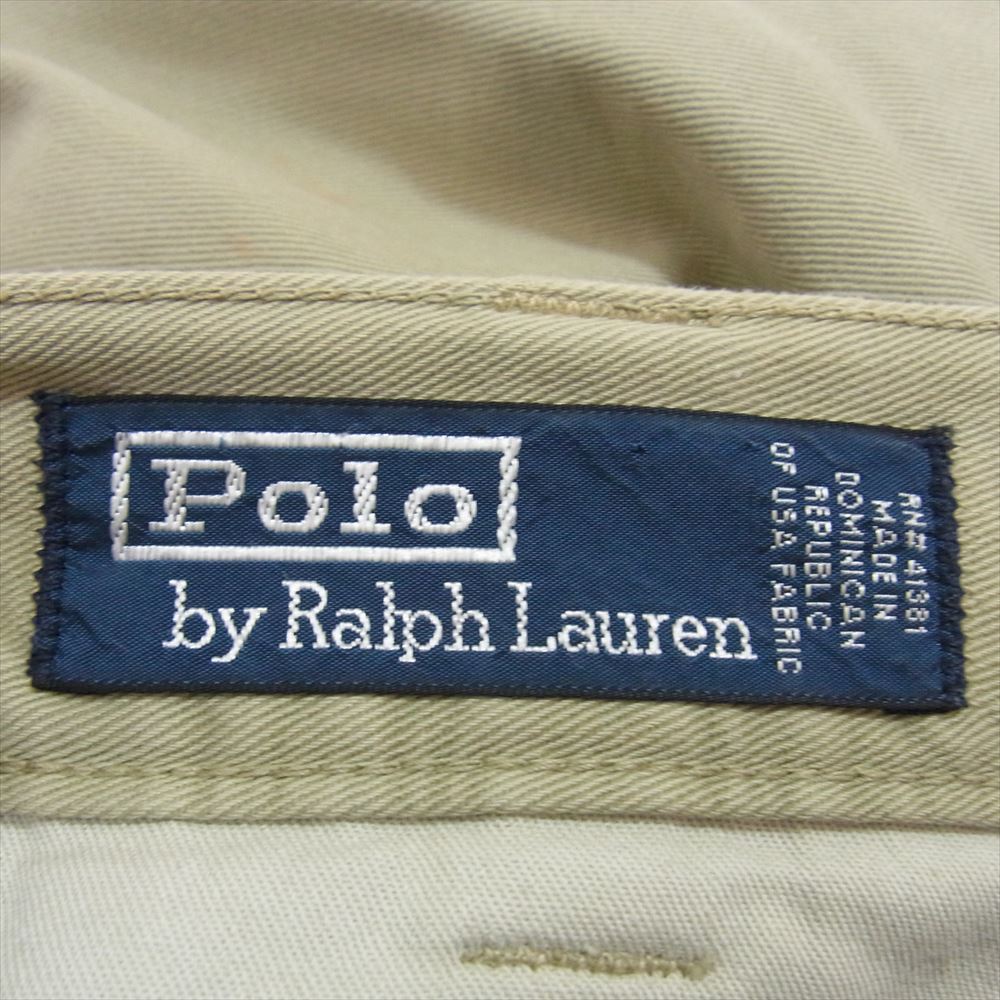 Polo
by Ralph Lauren
RN# 41381
MADE IN
DOMINICAN
REPUBLIC
OF USA FABRIC